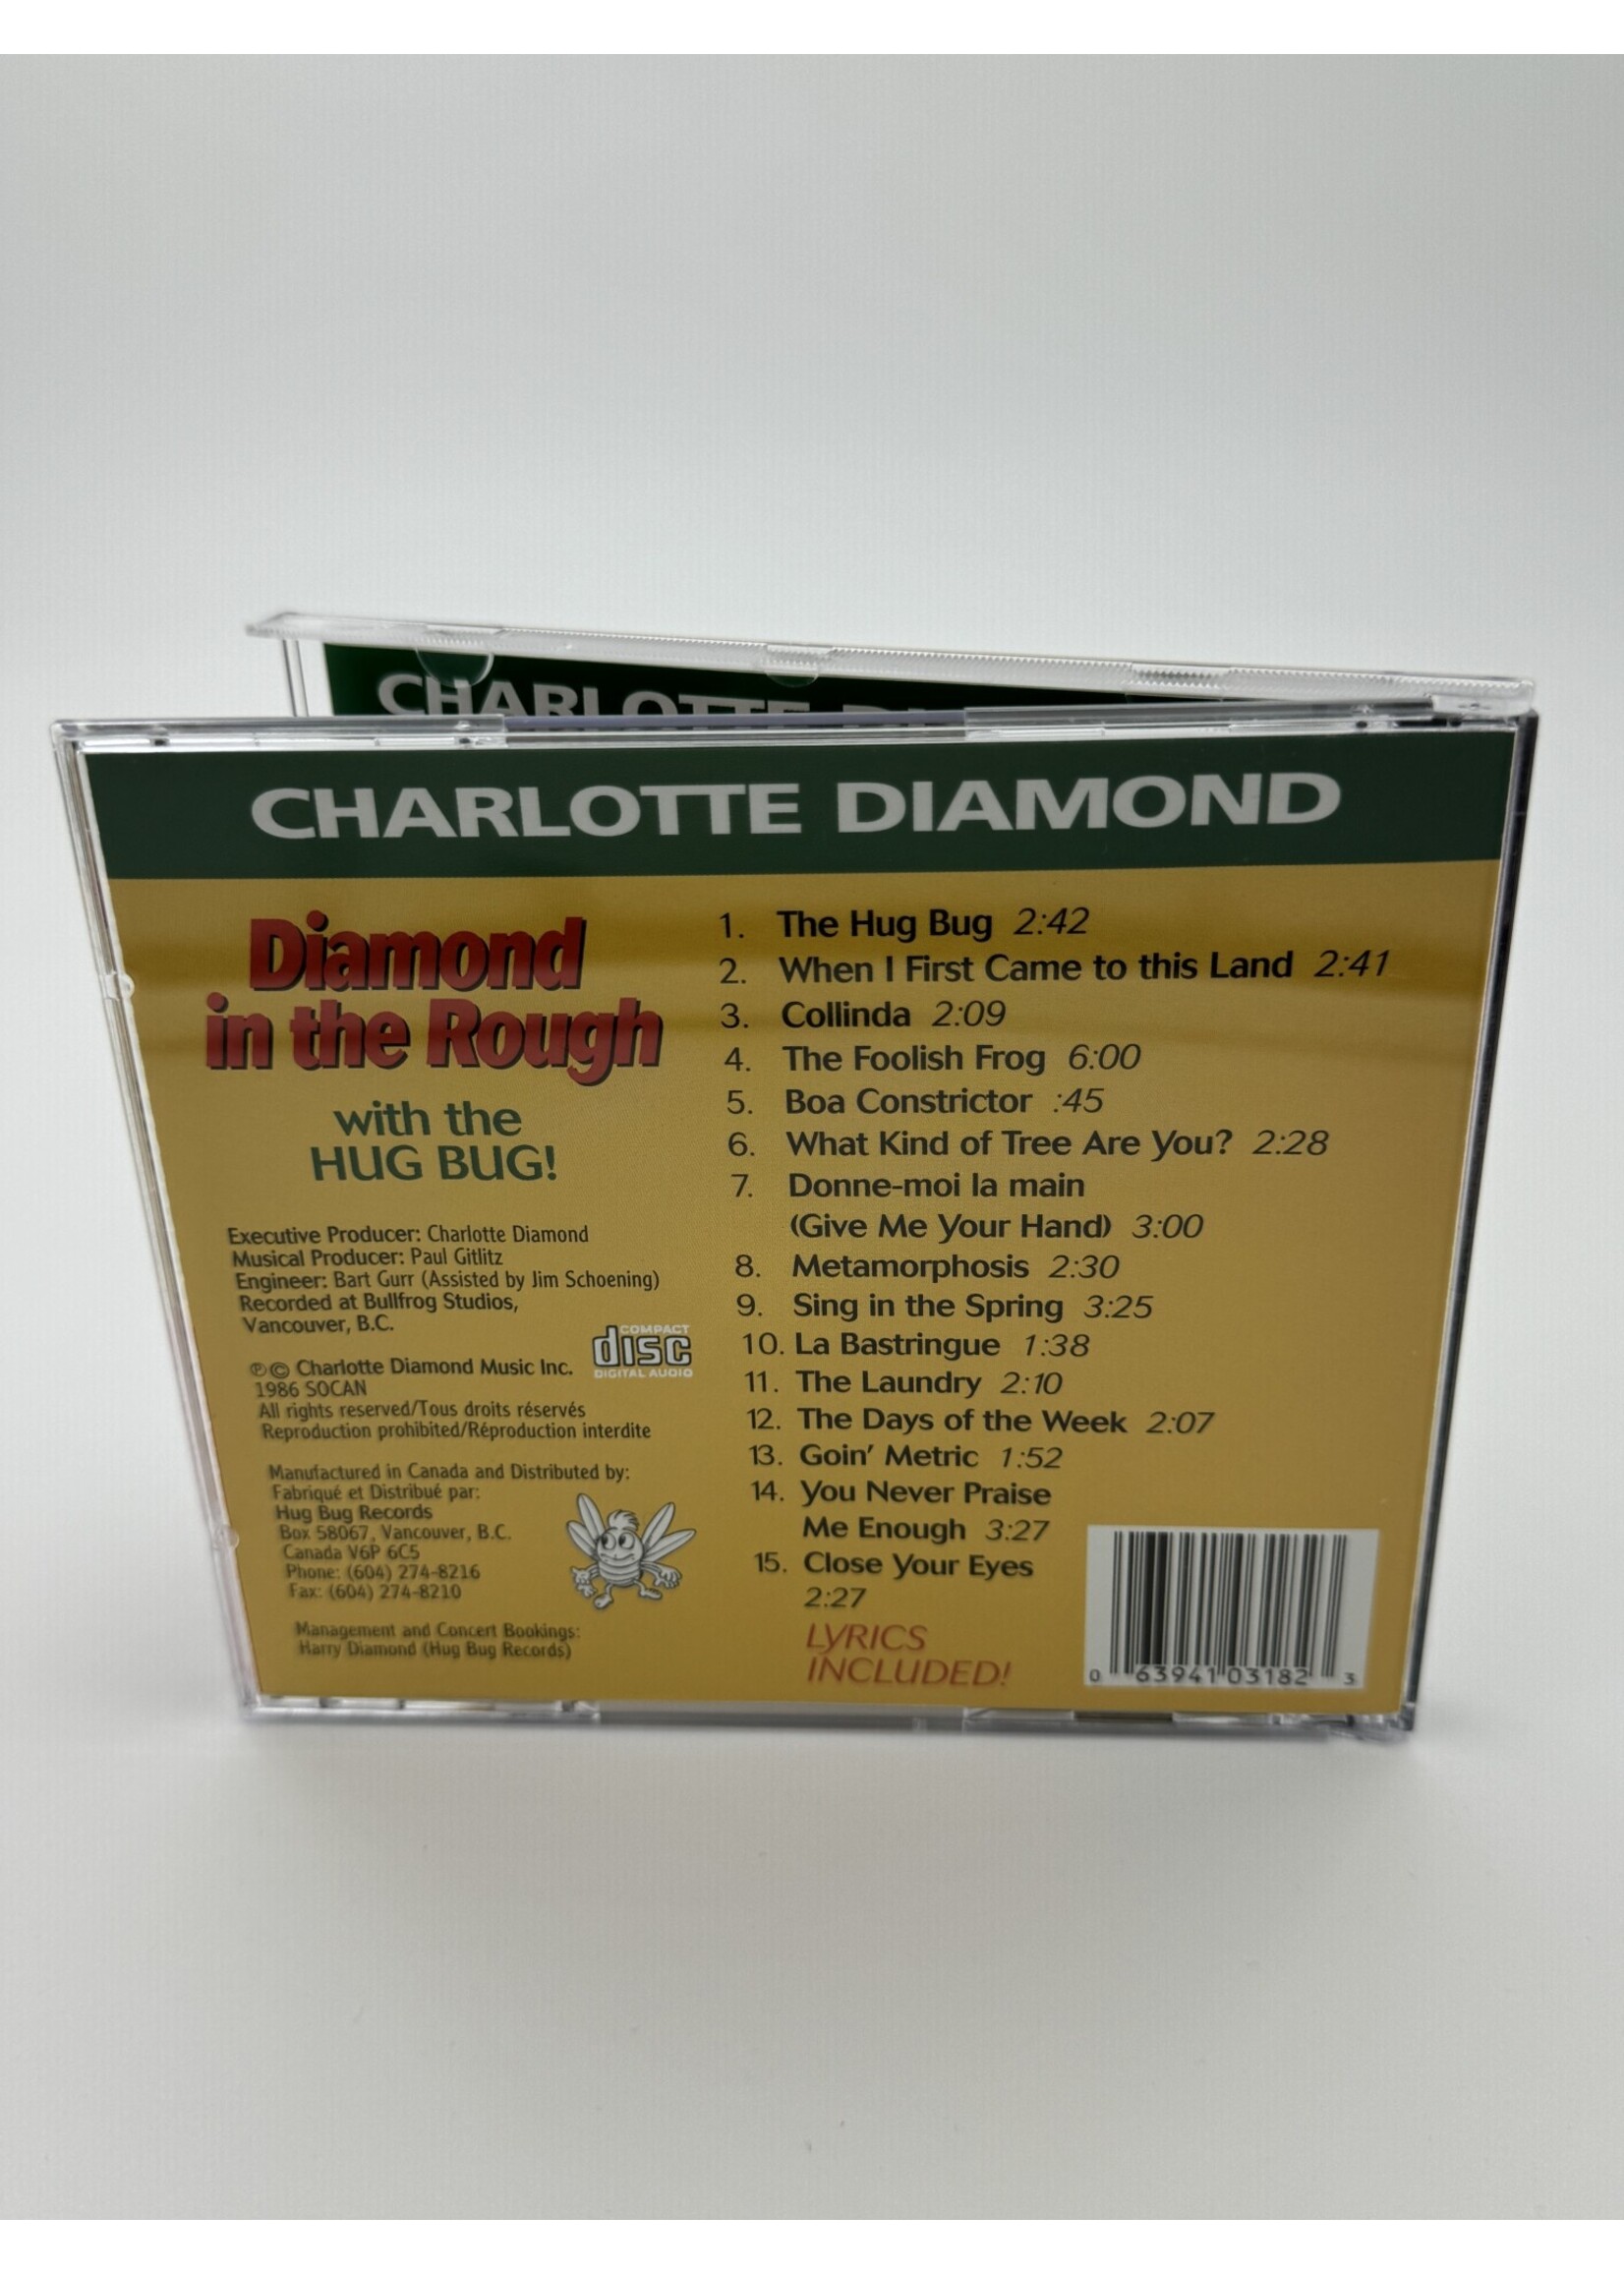 CHARLOTTE
CHARLOTTE DIAMOND
Diamond
in the Rough
with the
HUG BUG!
Executive Producer: Charlotte Diamond
Musical Producer: Paul Gitlitz
Engineer: Bart Gurr (Assisted by Jim Schoening)
Recorded at Bullfrog Studios,
Vancouver, B.C.
COMPACT
disc
DIGITAL AUDIO
℗© Charlotte Diamond Music Inc.
1986 SOCAN
All rights reserved/Tous droits réservés
Reproduction prohibited/Réproduction interdite
Manufactured in Canada and Distributed by:
Fabriqué et Distribué par:
Hug Bug Records
Box 58067, Vancouver, B.C.
Canada V6P 6C5
Phone: (604) 274-8216
Fax: (604) 274-8210
Management and Concert Bookings:
Harry Diamond (Hug Bug Records)
1. The Hug Bug 2:42
2. When I First Came to this Land 2:41
3. Collinda 2:09
4. The Foolish Frog 6:00
5. Boa Constrictor :45
6. What Kind of Tree Are You? 2:28
7. Donne-moi la main
(Give Me Your Hand) 3:00
8. Metamorphosis 2:30
9. Sing in the Spring 3:25
10. La Bastringue 1:38
11. The Laundry 2:10
12. The Days of the Week 2:07
13. Goin' Metric 1:52
14. You Never Praise
Me Enough 3:27
15. Close Your Eyes
2:27
LYRICS
INCLUDED!
0 63941 03182 3